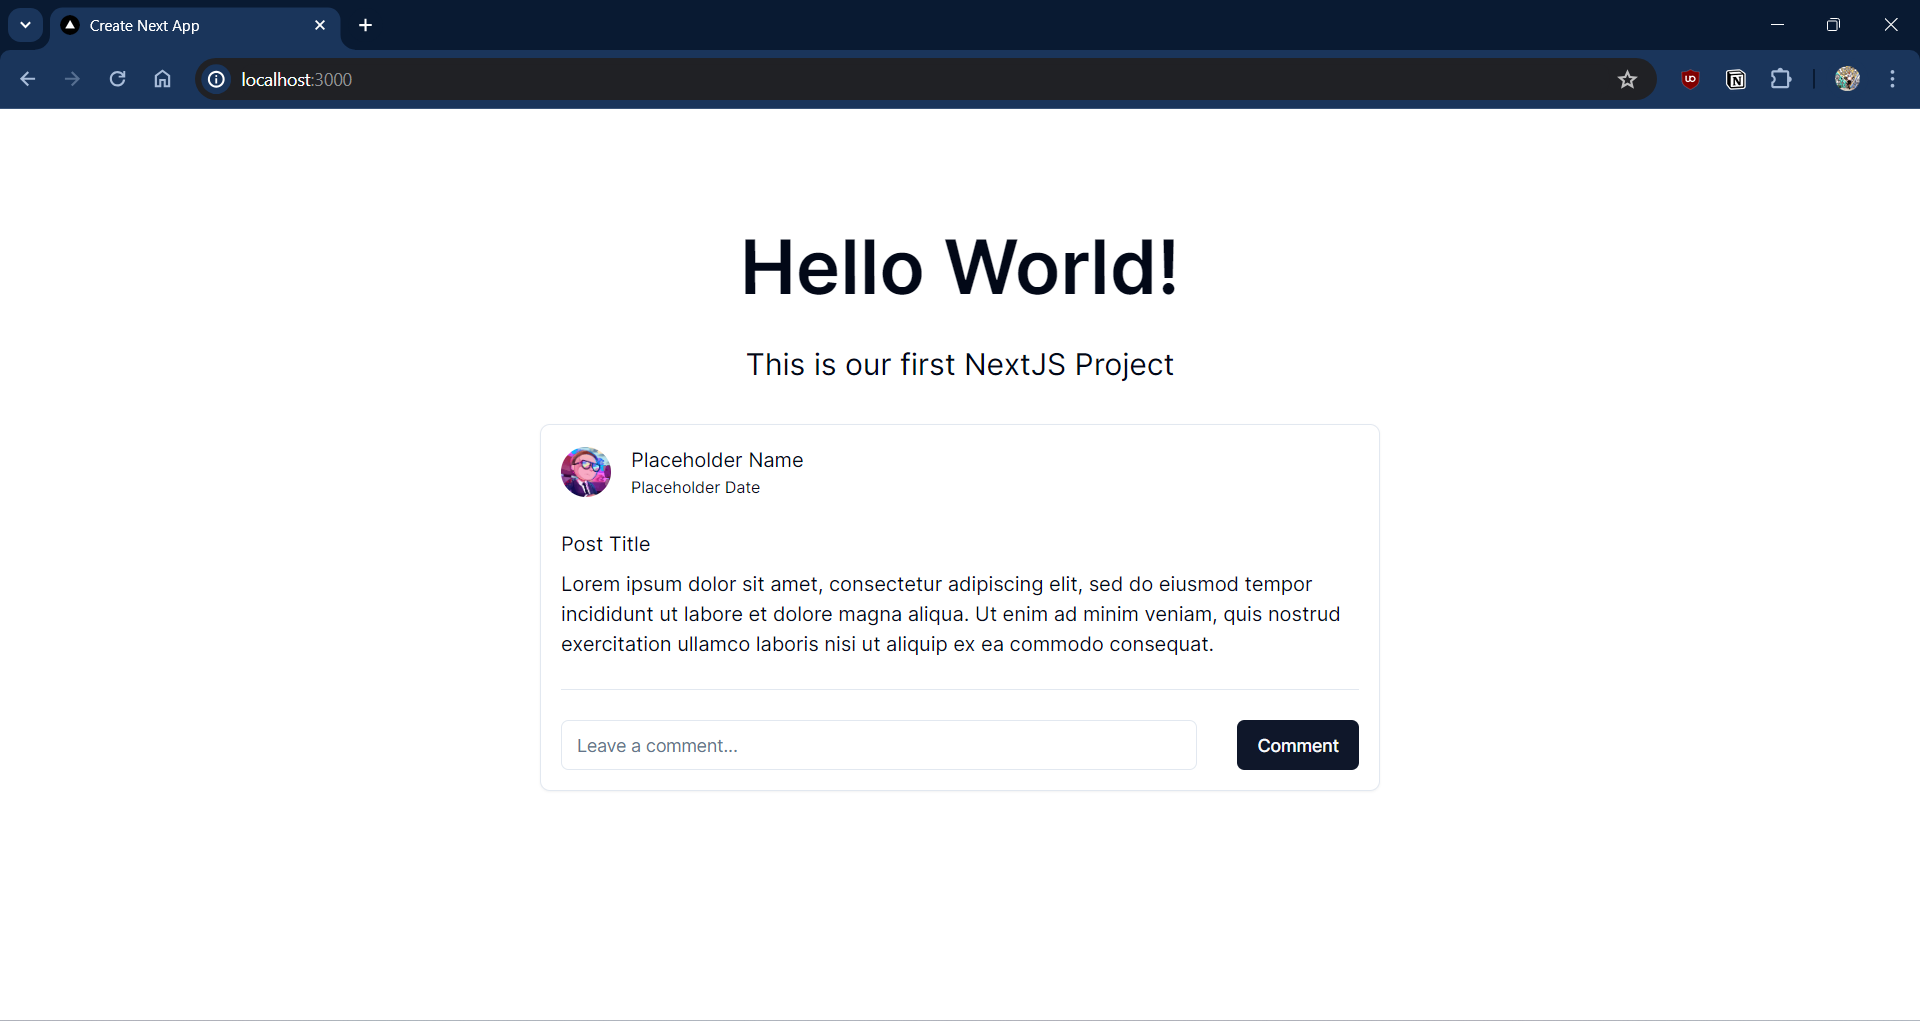 Create Next App
localhost:3000
Hello World!
This is our first NextJS Project
Placeholder Name
Placeholder Date
Post Title
Lorem ipsum dolor sit amet, consectetur adipiscing elit, sed do eiusmod tempor
incididunt ut labore et dolore magna aliqua. Ut enim ad minim veniam, quis nostrud
exercitation ullamco laboris nisi ut aliquip ex ea commodo consequat.
Leave a comment...
Comment